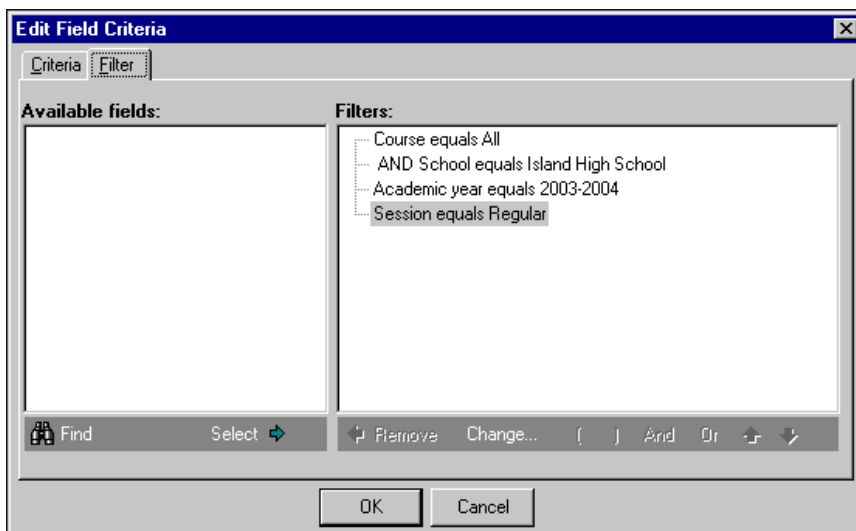 Edit Field Criteria
Criteria Filter
Available fields:
Filters:
Course equals All
AND School equals Island High School
Academic year equals 2003-2004
Session equals Regular
Find Select
Remove Change... ( ) And Or
OK Cancel